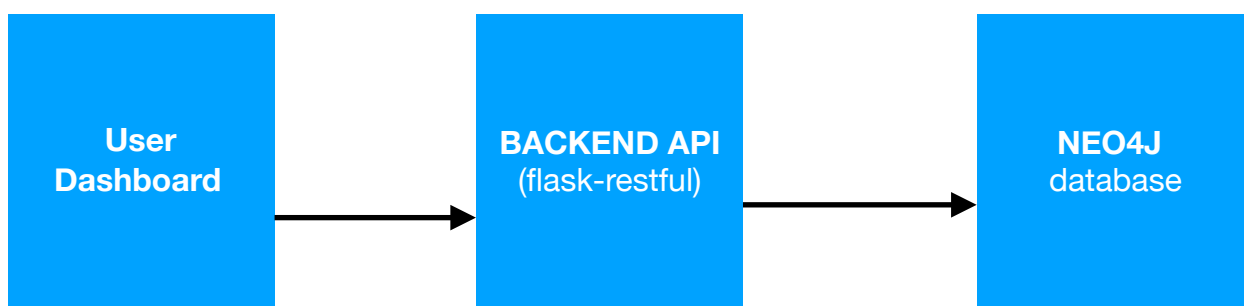 User
Dashboard
BACKEND API
(flask-restful)
NEO4J
database